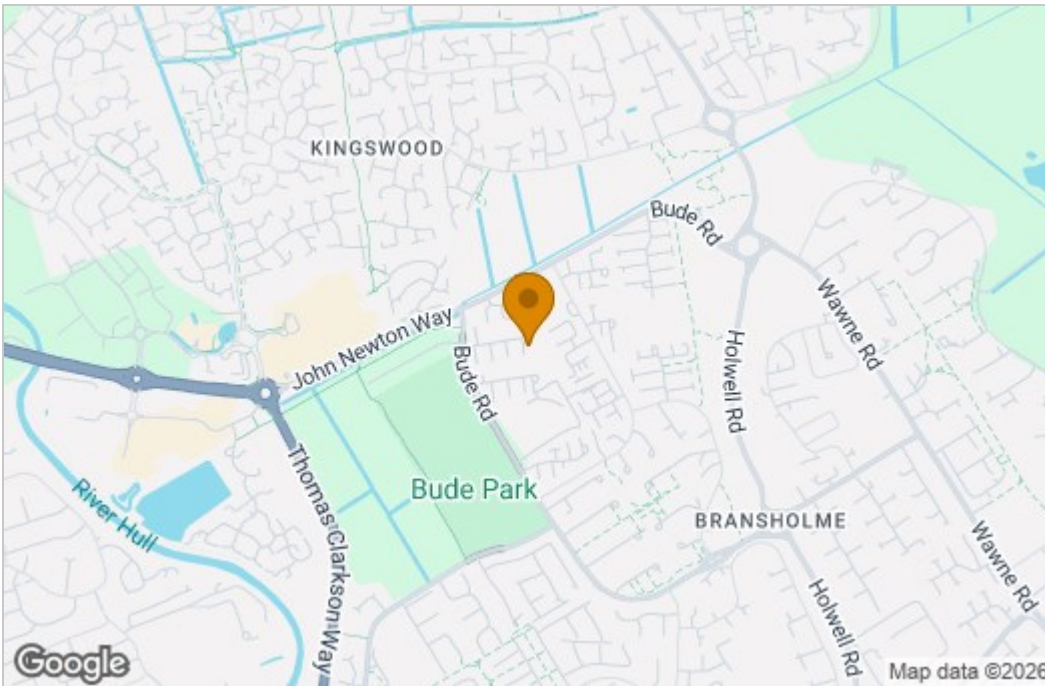 KINGSWOOD
Bude Rd
John Newton Way
Wawne Rd
Bude Rd
Holwell Rd
Bude Park
Thomas Clarkson Way
River Hull
BRANSHOLME
Wawne Rd
Holwell Rd
Google
Map data ©2026